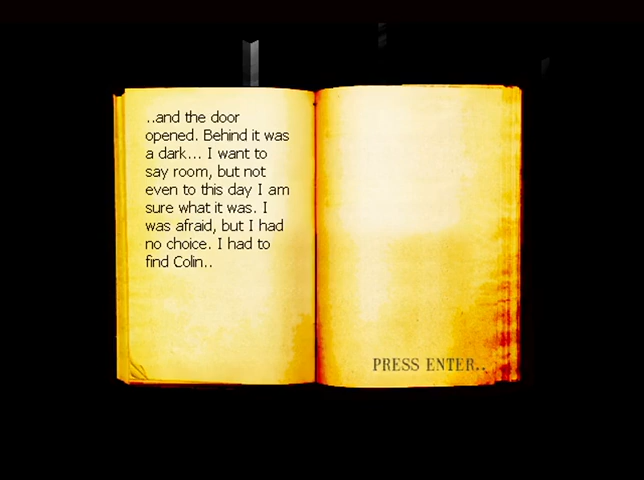 ..and the door
opened. Behind it was
a dark... I want to
say room, but not
even to this day I am
sure what it was. I
was afraid, but I had
no choice. I had to
find Colin..
PRESS ENTER..